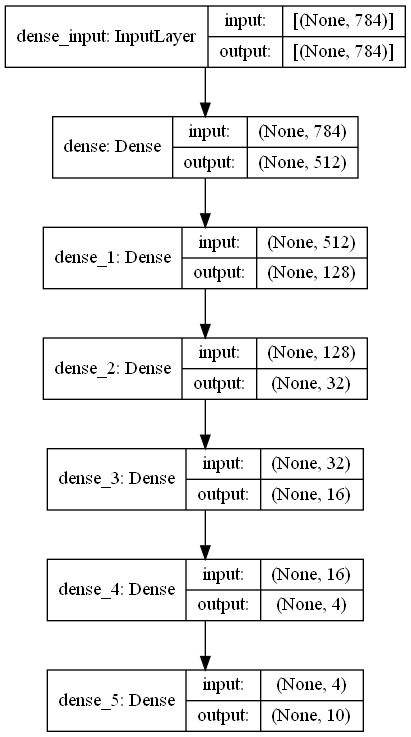 dense_input: InputLayer
input: [(None, 784)]
output: [(None, 784)]
dense: Dense
input: (None, 784)
output: (None, 512)
dense_1: Dense
input: (None, 512)
output: (None, 128)
dense_2: Dense
input: (None, 128)
output: (None, 32)
dense_3: Dense
input: (None, 32)
output: (None, 16)
dense_4: Dense
input: (None, 16)
output: (None, 4)
dense_5: Dense
input: (None, 4)
output: (None, 10)